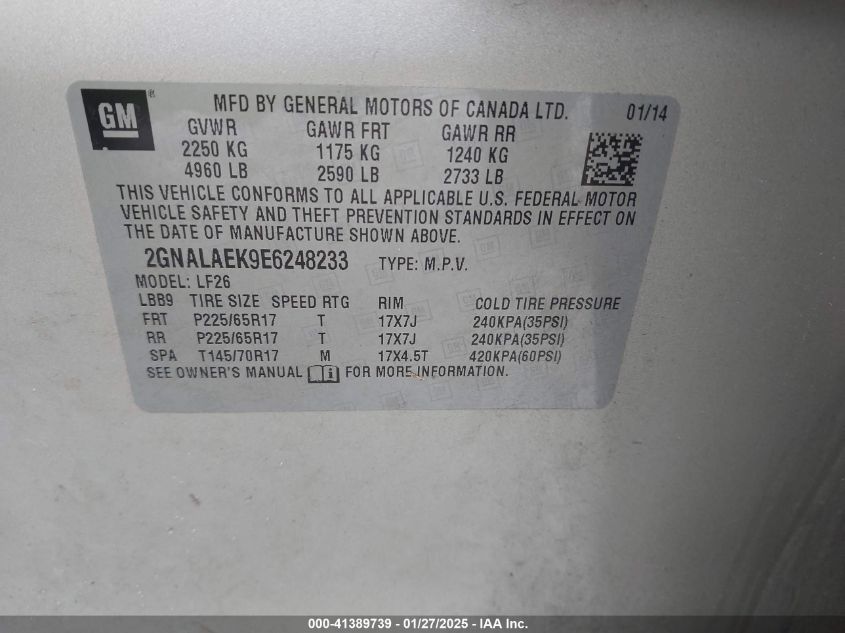 GM ®
MFD BY GENERAL MOTORS OF CANADA LTD. 01/14
GVWR GAWR FRT GAWR RR
2250 KG 1175 KG 1240 KG
4960 LB 2590 LB 2733 LB
THIS VEHICLE CONFORMS TO ALL APPLICABLE U.S. FEDERAL MOTOR
VEHICLE SAFETY AND THEFT PREVENTION STANDARDS IN EFFECT ON
THE DATE OF MANUFACTURE SHOWN ABOVE.
2GNALAEK9E6248233 TYPE: M.P.V.
MODEL: LF26
LBB9 TIRE SIZE SPEED RTG RIM COLD TIRE PRESSURE
FRT P225/65R17 T 17X7J 240KPA(35PSI)
RR P225/65R17 T 17X7J 240KPA(35PSI)
SPA T145/70R17 M 17X4.5T 420KPA(60PSI)
SEE OWNER'S MANUAL FOR MORE INFORMATION.
000-41389739 - 01/27/2025 - IAA Inc.